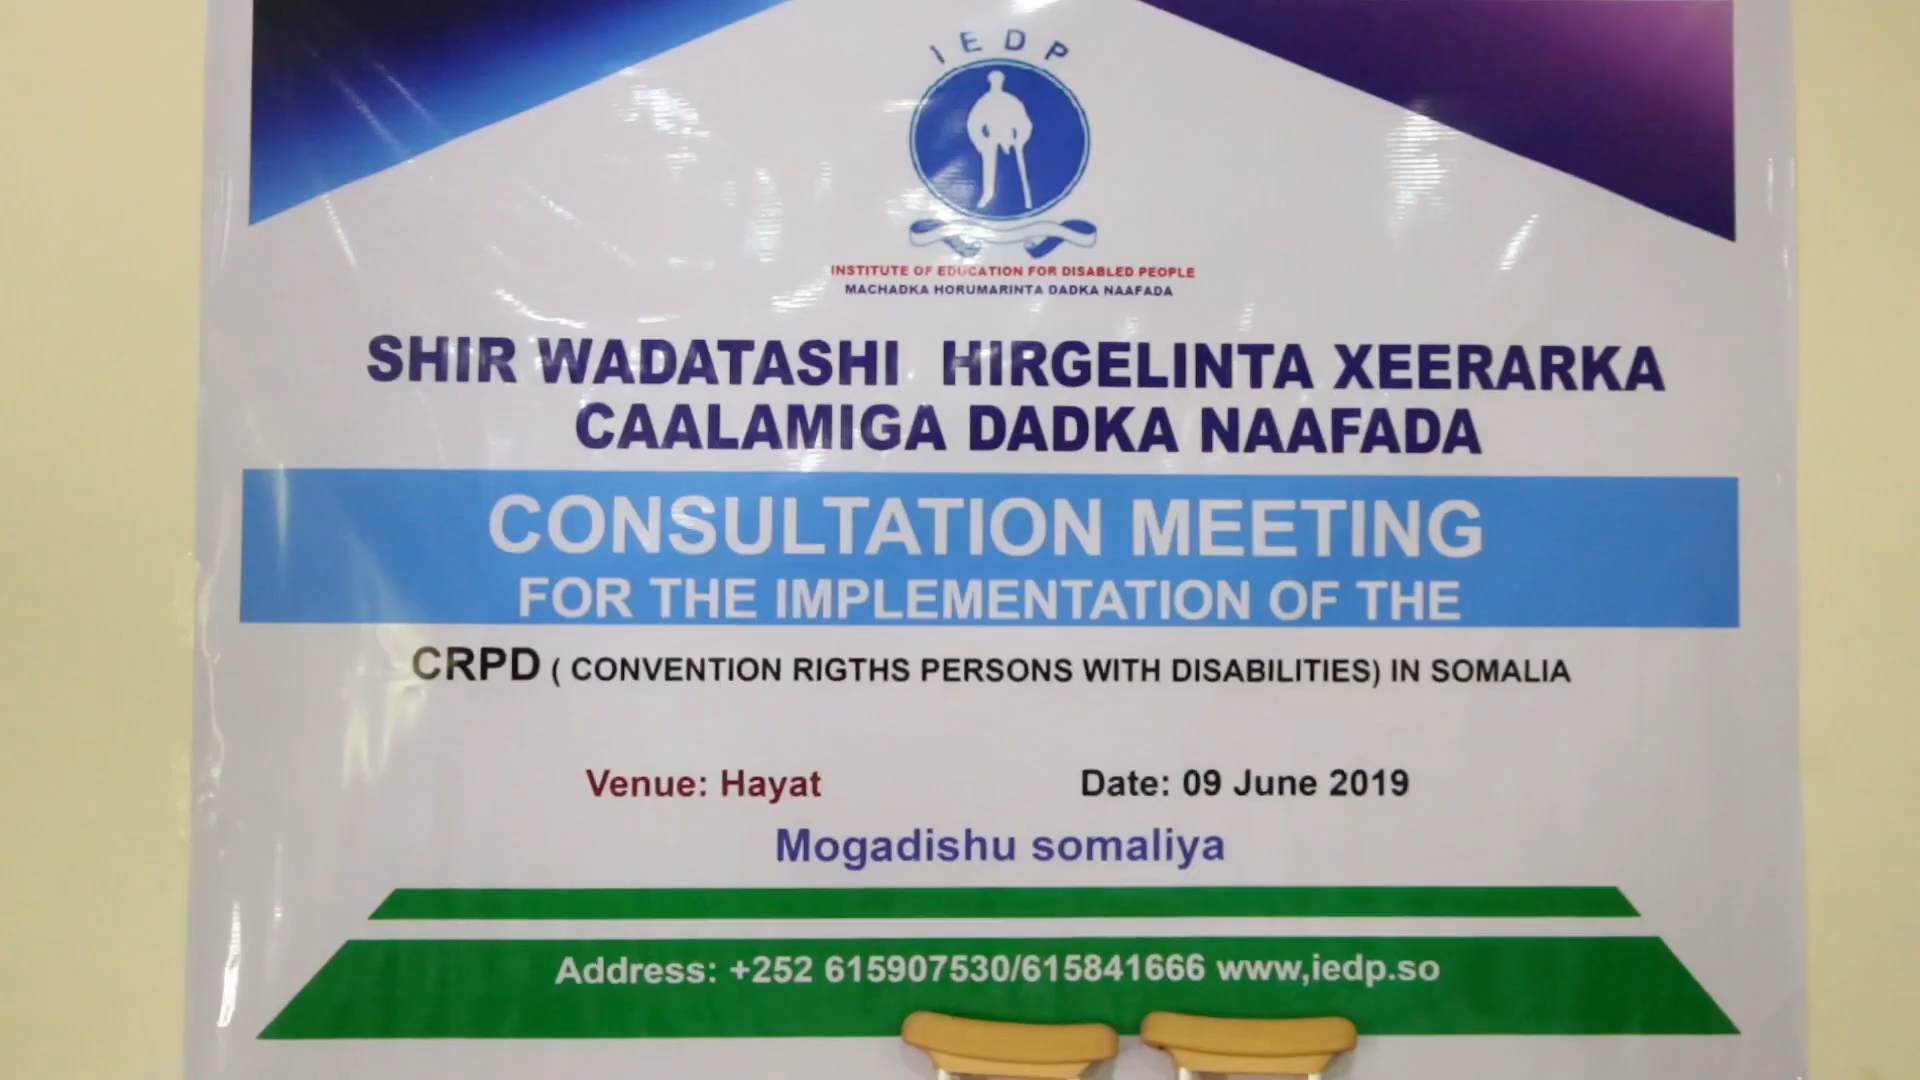 IEDP
INSTITUTE OF EDUCATION FOR DISABLED PEOPLE
MACHADKA HORUMARINTA DADKA NAAFADA
SHIR WADATASHI HIRGELINTA XEERARKA
CAALAMIGA DADKA NAAFADA
CONSULTATION MEETING
FOR THE IMPLEMENTATION OF THE
CRPD ( CONVENTION RIGTHS PERSONS WITH DISABILITIES) IN SOMALIA
Venue: Hayat Date: 09 June 2019
Mogadishu somaliya
Address: +252 615907530/615841666 www,iedp.so